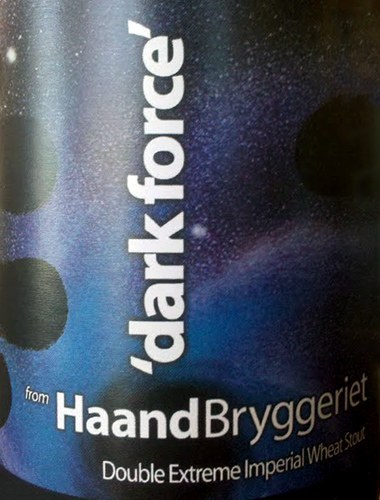 'dark force'
from HaandBryggeriet
Double Extreme Imperial Wheat Stout